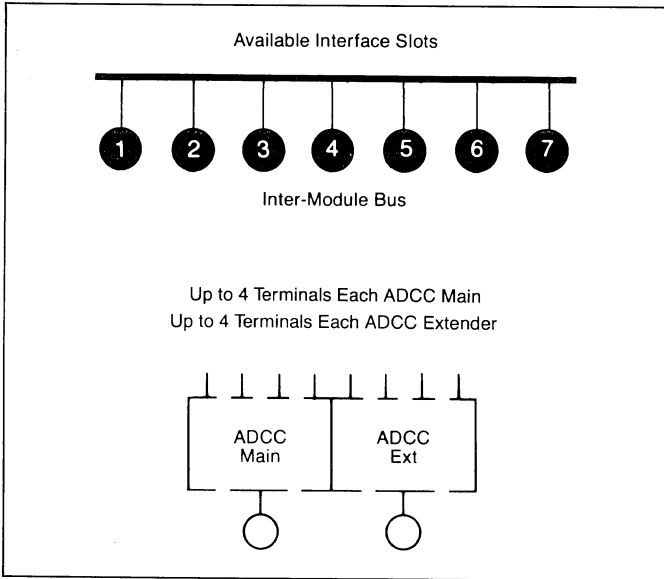 Available Interface Slots
1 2 3 4 5 6 7
Inter-Module Bus
Up to 4 Terminals Each ADCC Main
Up to 4 Terminals Each ADCC Extender
ADCC Main
ADCC Ext